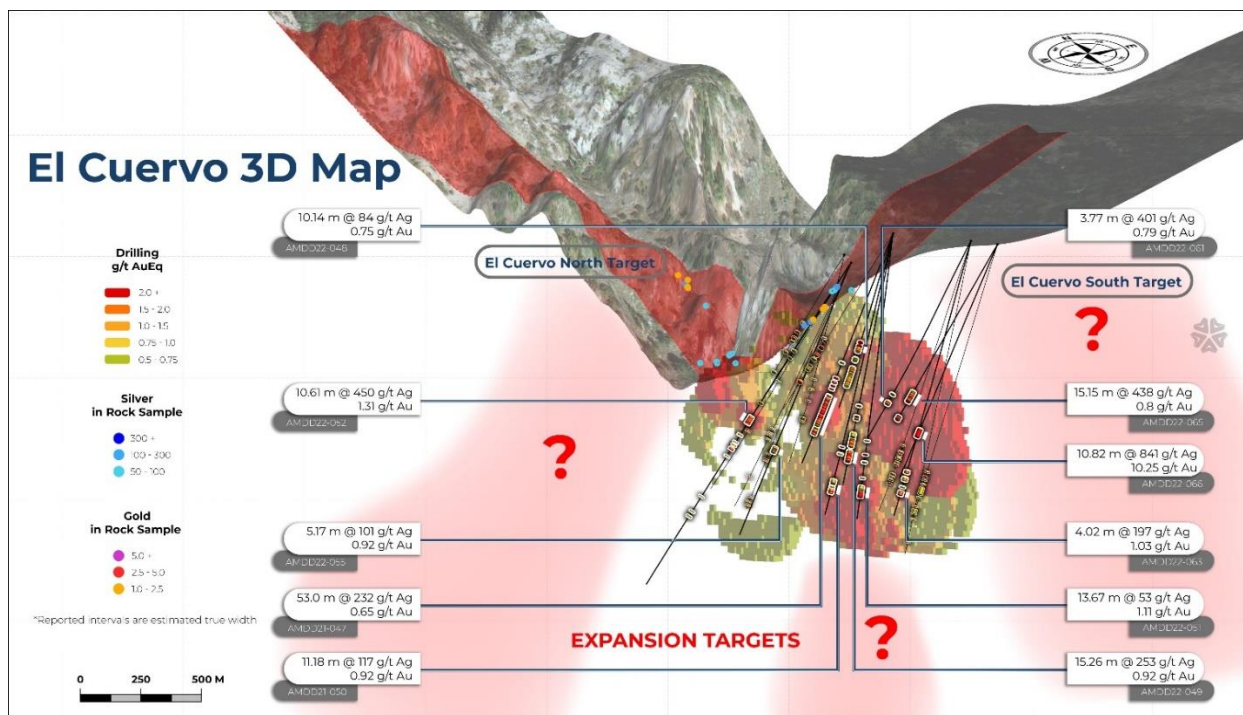 El Cuervo 3D Map
N
E
S
W
Drilling
g/t AuEq
2.0 +
1.5 - 2.0
1.0 - 1.5
0.75 - 1.0
0.5 - 0.75
Silver
in Rock Sample
300 +
100 - 300
50 - 100
Gold
in Rock Sample
5.0 +
2.5 - 5.0
1.0 - 2.5
*Reported intervals are estimated true width
0 250 500 M
10.14 m @ 84 g/t Ag
0.75 g/t Au
AMDD22-046
10.61 m @ 450 g/t Ag
1.31 g/t Au
AMDD22-052
5.17 m @ 101 g/t Ag
0.92 g/t Au
AMDD22-055
53.0 m @ 232 g/t Ag
0.65 g/t Au
AMDD21-047
11.18 m @ 117 g/t Ag
0.92 g/t Au
AMDD21-050
El Cuervo North Target
?
EXPANSION TARGETS
?
3.77 m @ 401 g/t Ag
0.79 g/t Au
AMDD22-061
El Cuervo South Target
?
15.15 m @ 438 g/t Ag
0.8 g/t Au
AMDD22-065
10.82 m @ 841 g/t Ag
10.25 g/t Au
AMDD22-066
4.02 m @ 197 g/t Ag
1.03 g/t Au
AMDD22-063
13.67 m @ 53 g/t Ag
1.11 g/t Au
AMDD22-051
15.26 m @ 253 g/t Ag
0.92 g/t Au
AMDD22-049